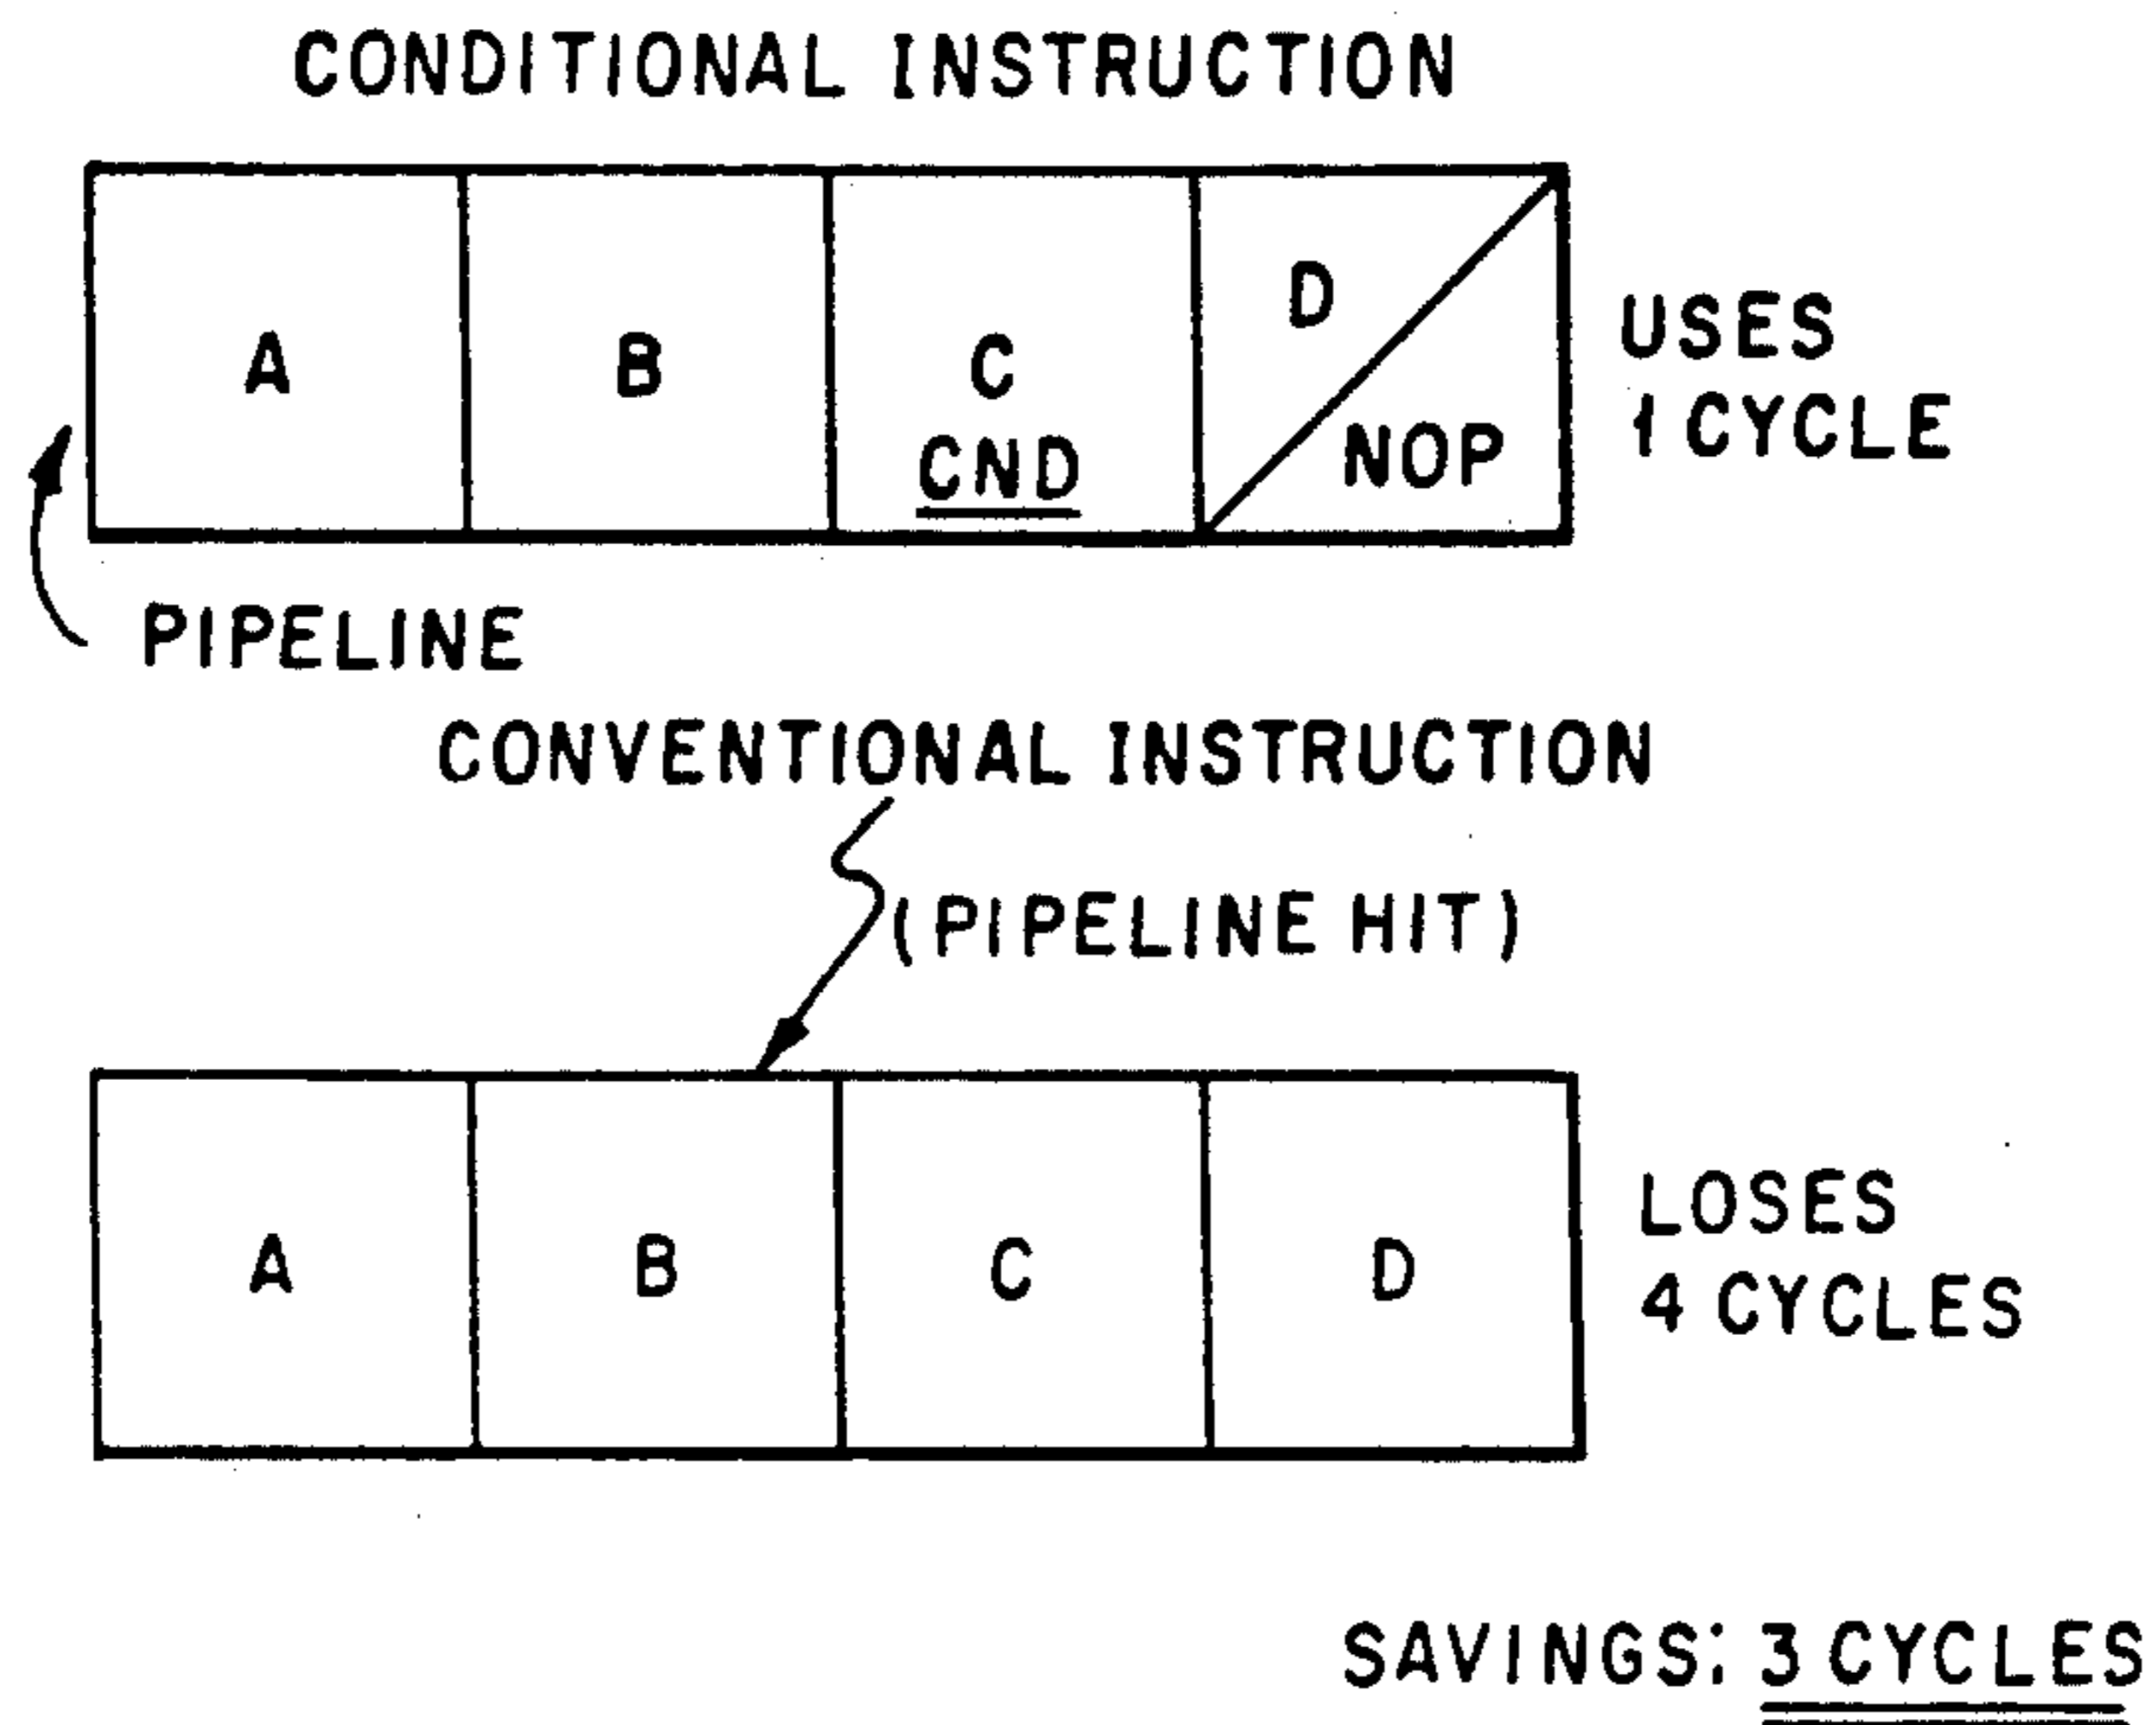 CONDITIONAL INSTRUCTION
A B C D
CND NOP
USES
1 CYCLE
PIPELINE
CONVENTIONAL INSTRUCTION
(PIPELINE HIT)
A B C D
LOSES
4 CYCLES
SAVINGS: 3 CYCLES